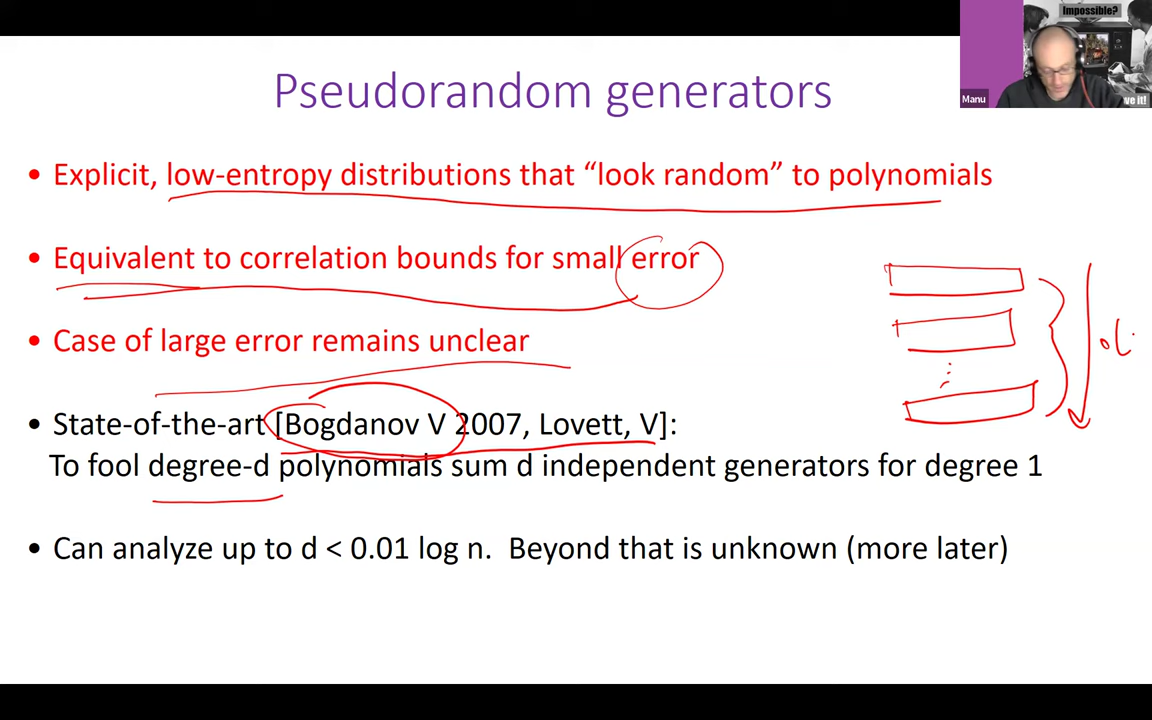 Impossible?
Manu
ve it!
Pseudorandom generators
• Explicit, low-entropy distributions that “look random” to polynomials
• Equivalent to correlation bounds for small error
• Case of large error remains unclear
• State-of-the-art [Bogdanov V 2007, Lovett, V]:
To fool degree-d polynomials sum d independent generators for degree 1
• Can analyze up to d < 0.01 log n. Beyond that is unknown (more later)